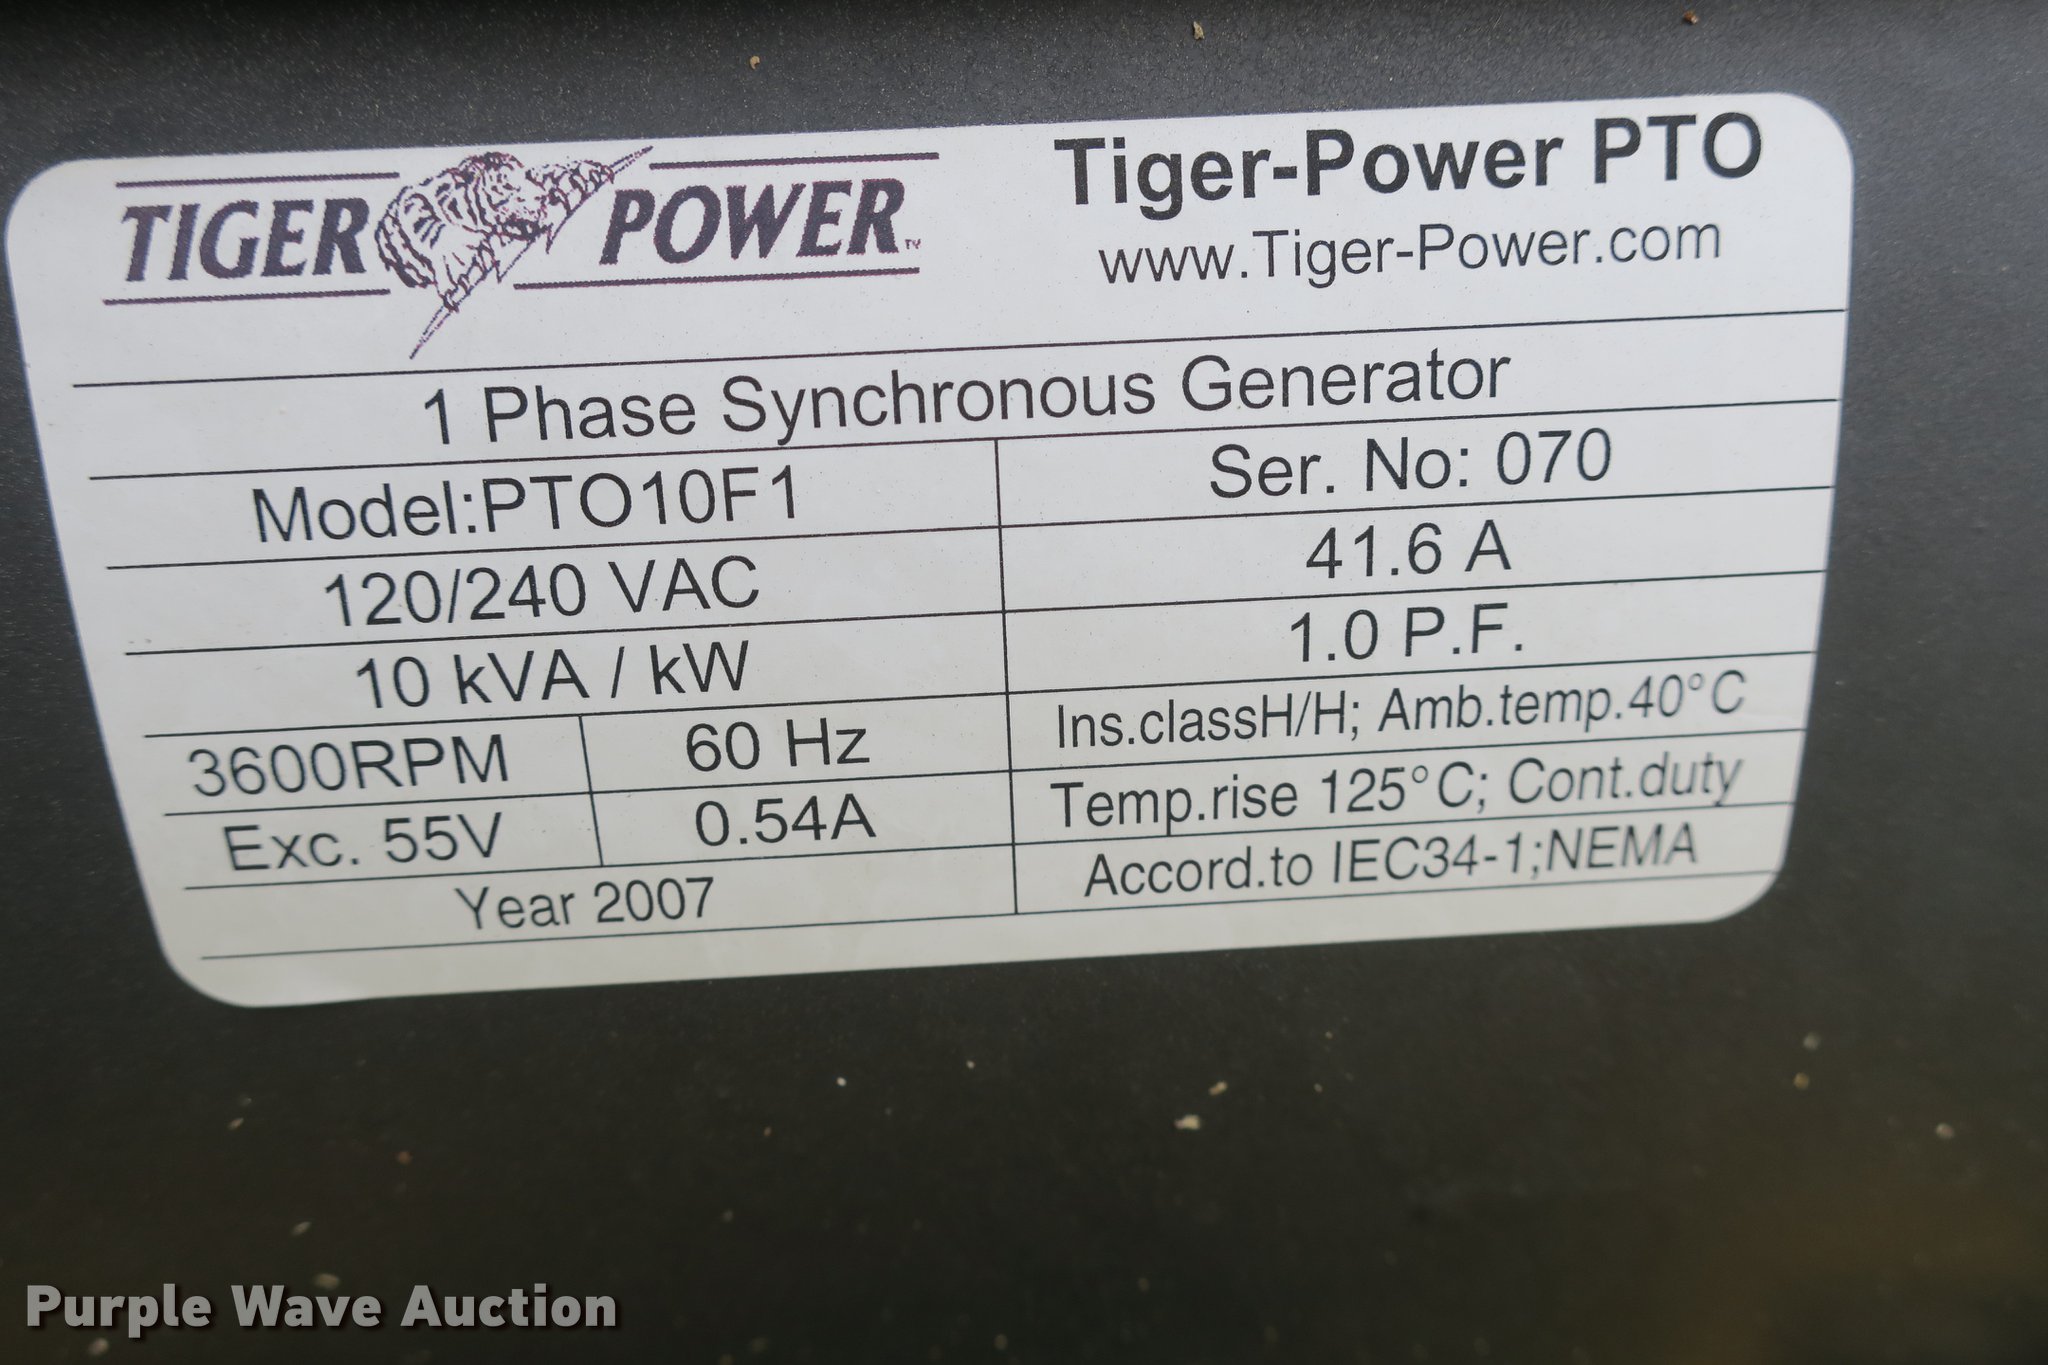 TIGER POWER TM
Tiger-Power PTO
www.Tiger-Power.com
1 Phase Synchronous Generator
Model:PTO10F1
Ser. No: 070
120/240 VAC
41.6 A
10 kVA / kW
1.0 P.F.
3600RPM
60 Hz
Ins.classH/H; Amb.temp.40°C
Exc. 55V
0.54A
Temp.rise 125°C; Cont.duty
Year 2007
Accord.to IEC34-1;NEMA
Purple Wave Auction